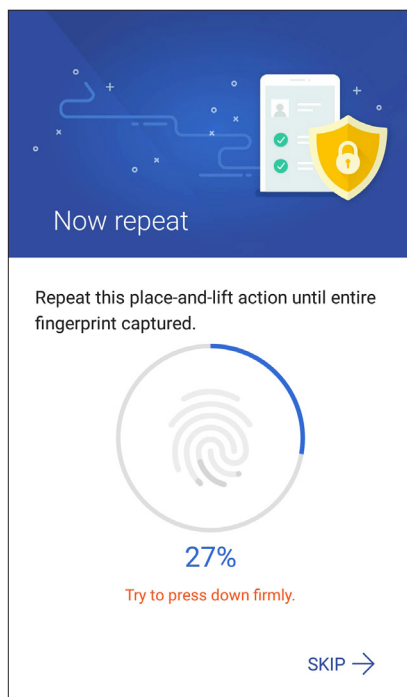 Now repeat
Repeat this place-and-lift action until entire
fingerprint captured.
27%
Try to press down firmly.
SKIP